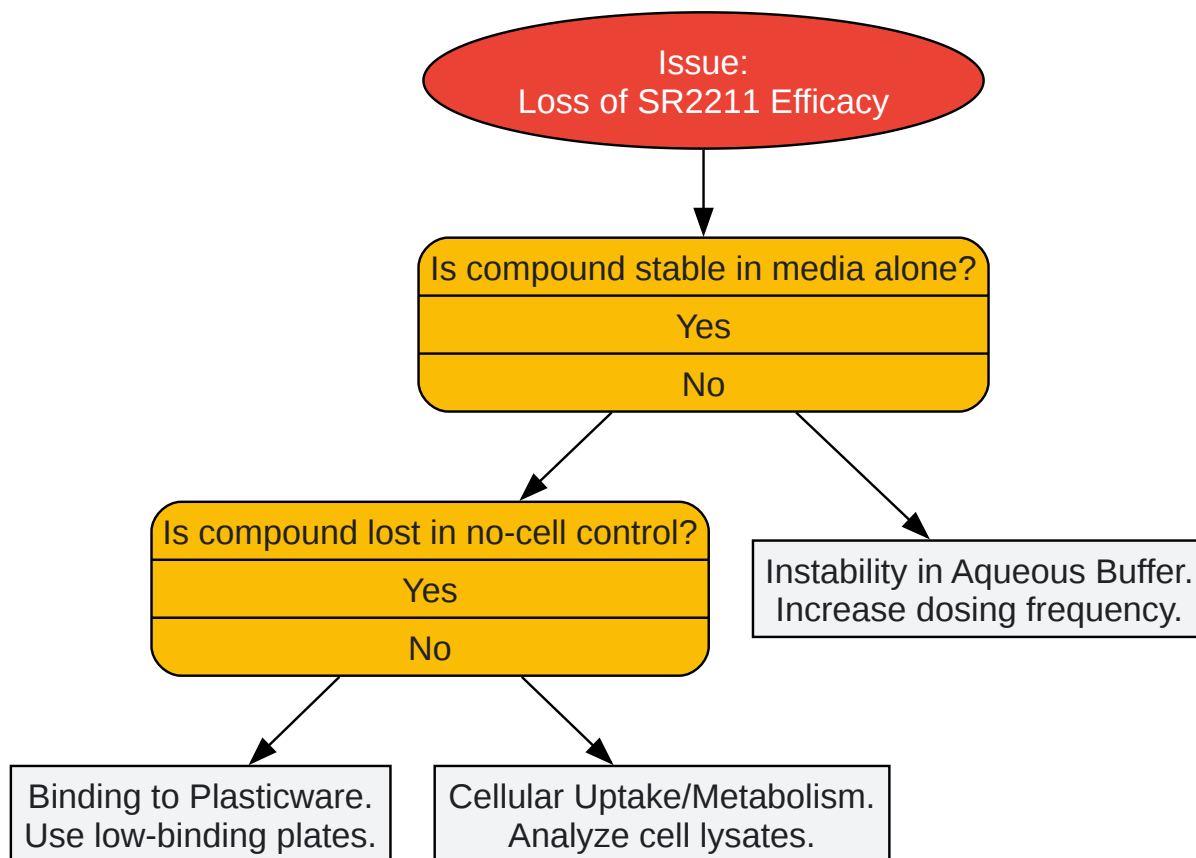 Issue:
Loss of SR2211 Efficacy
Is compound stable in media alone?
Yes
No
Is compound lost in no-cell control?
Yes
No
Instability in Aqueous Buffer.
Increase dosing frequency.
Binding to Plasticware.
Use low-binding plates.
Cellular Uptake/Metabolism.
Analyze cell lysates.